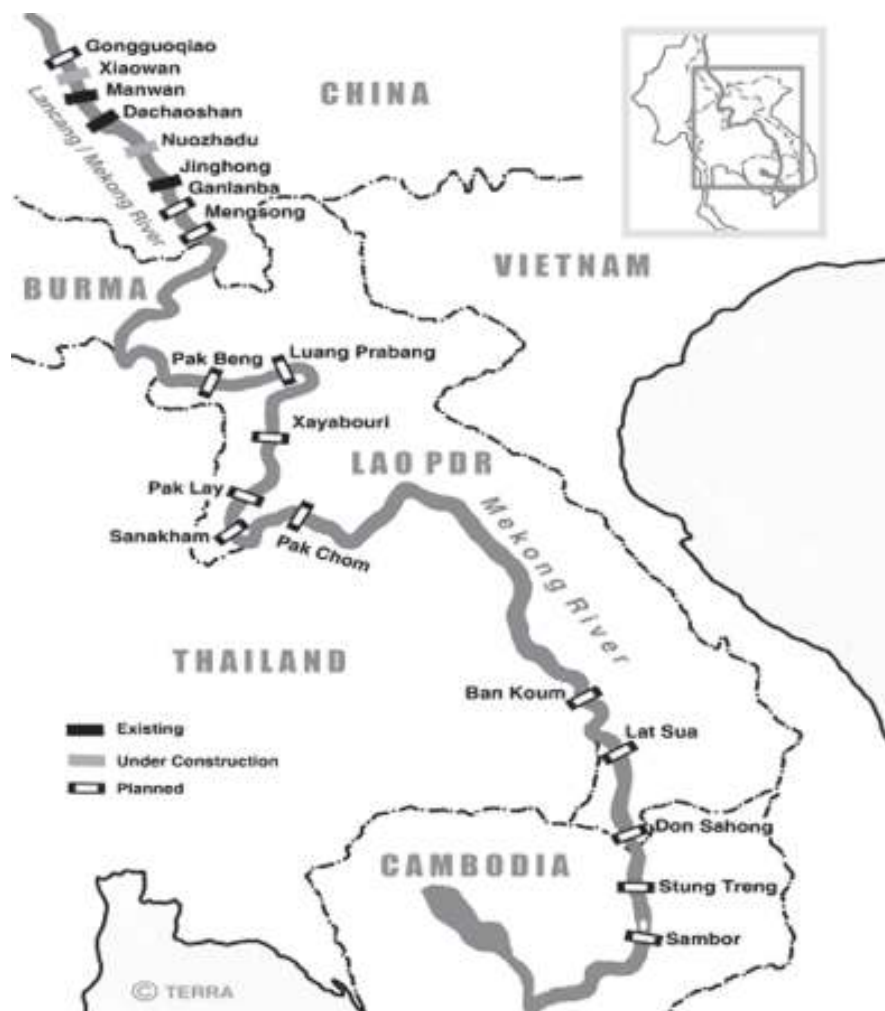 Gongguoqiao
Xiaowan
Manwan
Dachaoshan
CHINA
Nuozhadu
Lancang / Mekong River
Jinghong
Ganlanba
Mengsong
VIETNAM
BURMA
Pak Beng
Luang Prabang
Xayabouri
LAO PDR
Pak Lay
Mekong River
Sanakham
Pak Chom
THAILAND
Ban Koum
Existing
Lat Sua
Under Construction
Planned
Don Sahong
CAMBODIA
Stung Treng
Sambor
© TERRA